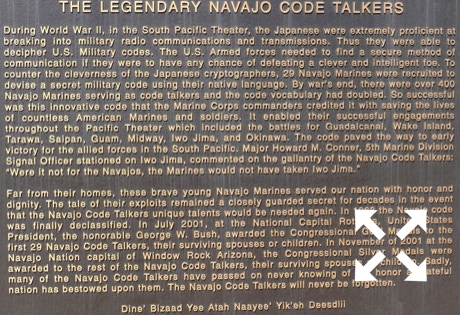 THE LEGENDARY NAVAJO CODE TALKERS
During World War II, in the South Pacific Theater, the Japanese were extremely proficient at
breaking into military radio communications and transmissions. Thus they were able to
decipher U.S. Military codes. The U.S. Armed forces needed to find a secure method of
communication if they were to have any chance of defeating a clever and intelligent foe. To
counter the cleverness of the Japanese cryptographers, 29 Navajo Marines were recruited to
devise a secret military code using their native language. By war's end, there were over 400
Navajo Marines serving as code talkers and the code vocabulary had doubled. So successful
was this innovative code that the Marine Corps commanders credited it with saving the lives
of countless American Marines and soldiers. It enabled their successful engagements
throughout the Pacific Theater which included the battles for Guadalcanal, Wake Island,
Tarawa, Saipan, Guam, Midway, Iwo Jima, and Okinawa. The code paved the way to early
victory for the allied forces in the South Pacific. Major Howard M. Conner, 5th Marine Division
Signal Officer stationed on Iwo Jima, commented on the gallantry of the Navajo Code Talkers:
"Were it not for the Navajos, the Marines would not have taken Iwo Jima."
Far from their homes, these brave young Navajo Marines served our nation with honor and
dignity. The tale of their exploits remained a closely guarded secret for decades in the event
that the Navajo Code Talkers unique talents would be needed again. In the Navajo code
was finally declassified. In July 2001, at the National Capital United States
President, the honorable George W. Bush, awarded the Congressional to the
first 29 Navajo Code Talkers, their surviving spouses or children. In November of 2001 at the
Navajo Nation capital of Window Rock Arizona, the Congressional Silver Medals were
awarded to the rest of the Navajo Code Talkers, their surviving spouses children. Sadly,
many of the Navajo Code Talkers have passed on never knowing of honor grateful
nation has bestowed upon them. The Navajo Code Talkers will never be forgotten.
Dine' Bizaad Yee Atah Naayee' Yik'eh Deesdlii